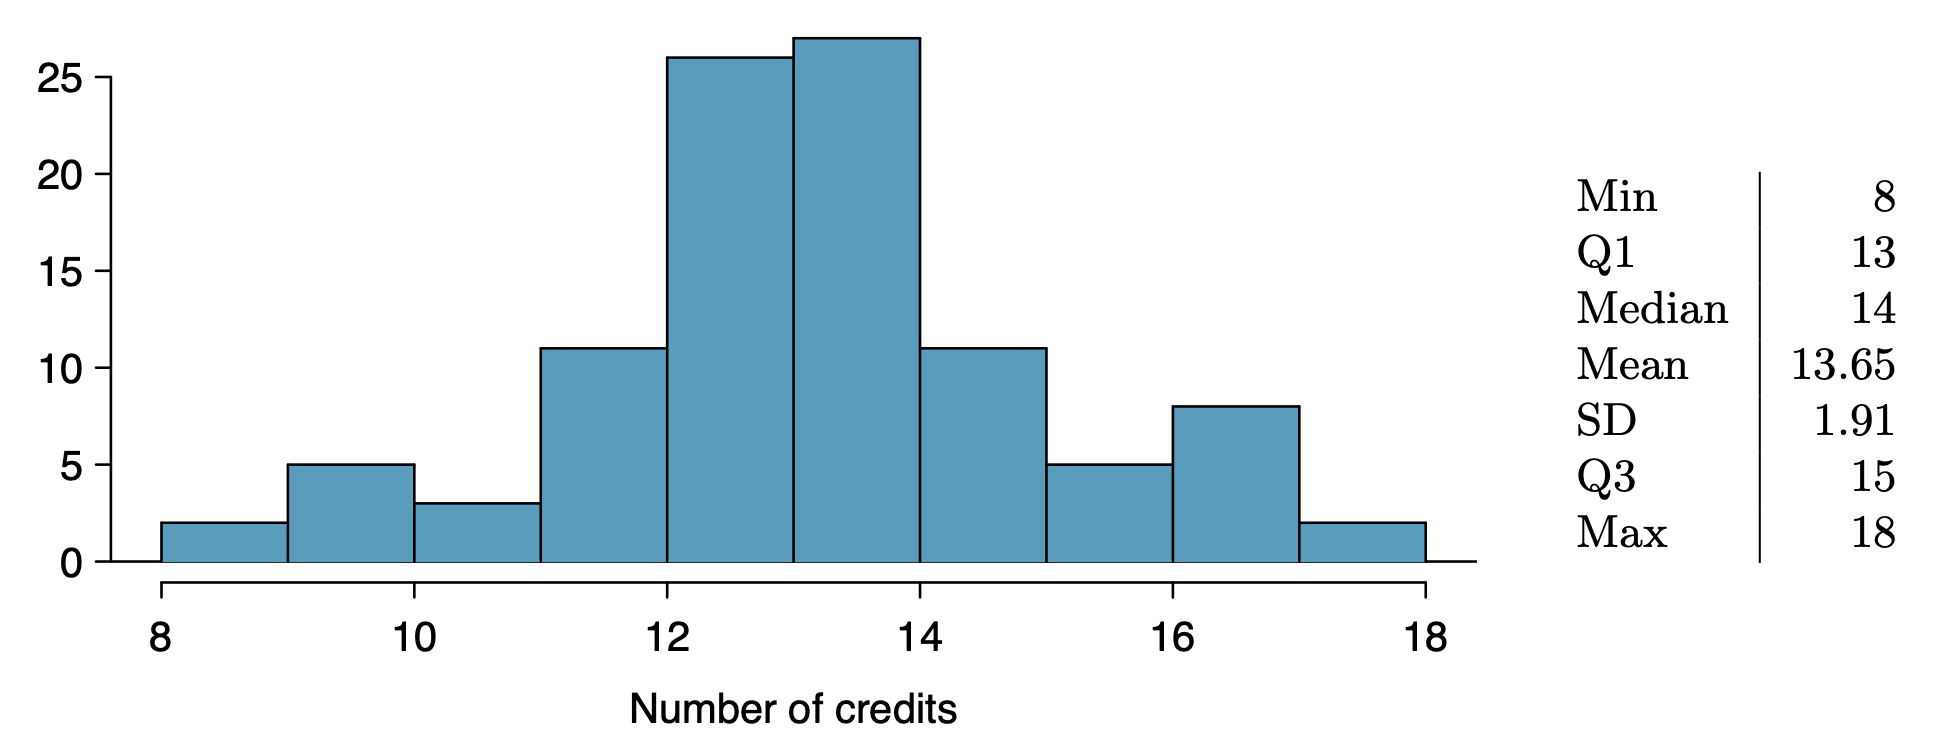 25
20
15
10
5
0
8 10 12 14 16 18
Number of credits
Min 8
Q1 13
Median 14
Mean 13.65
SD 1.91
Q3 15
Max 18